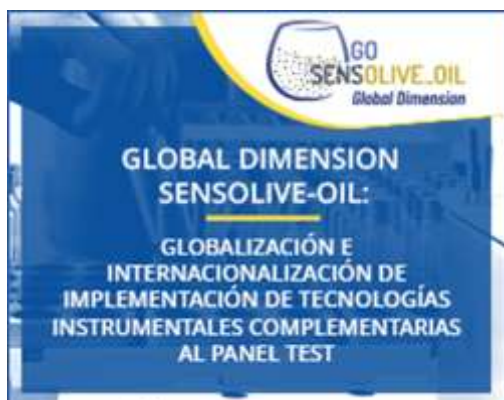 GO
SENSOLIVE_OIL
Global Dimension
GLOBAL DIMENSION
SENSOLIVE-OIL:
GLOBALIZACIÓN E
INTERNACIONALIZACIÓN DE
IMPLEMENTACIÓN DE TECNOLOGÍAS
INSTRUMENTALES COMPLEMENTARIAS
AL PANEL TEST